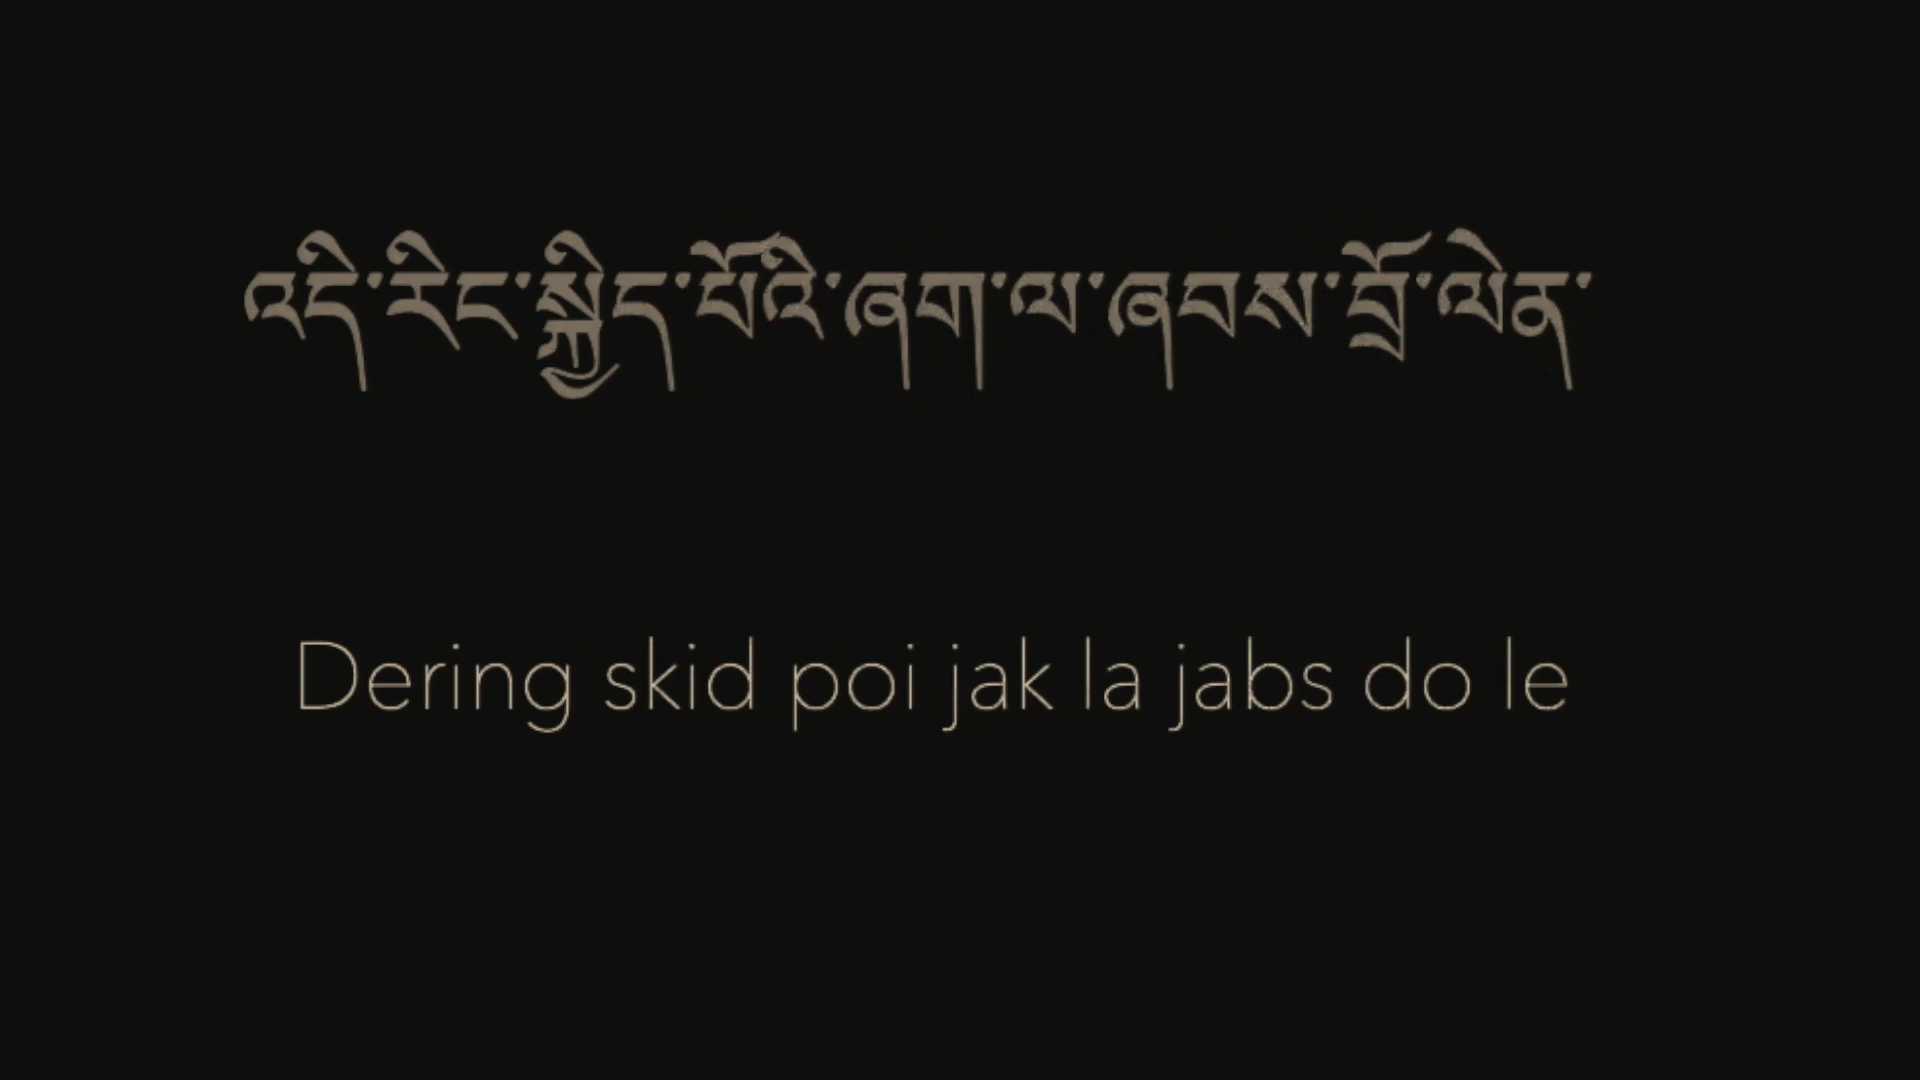 འདི་རིང་སྐྱིད་པོའི་ཞག་ལ་ཞབས་བྲོ་ལེན་
Dering skid poi jak la jabs do le